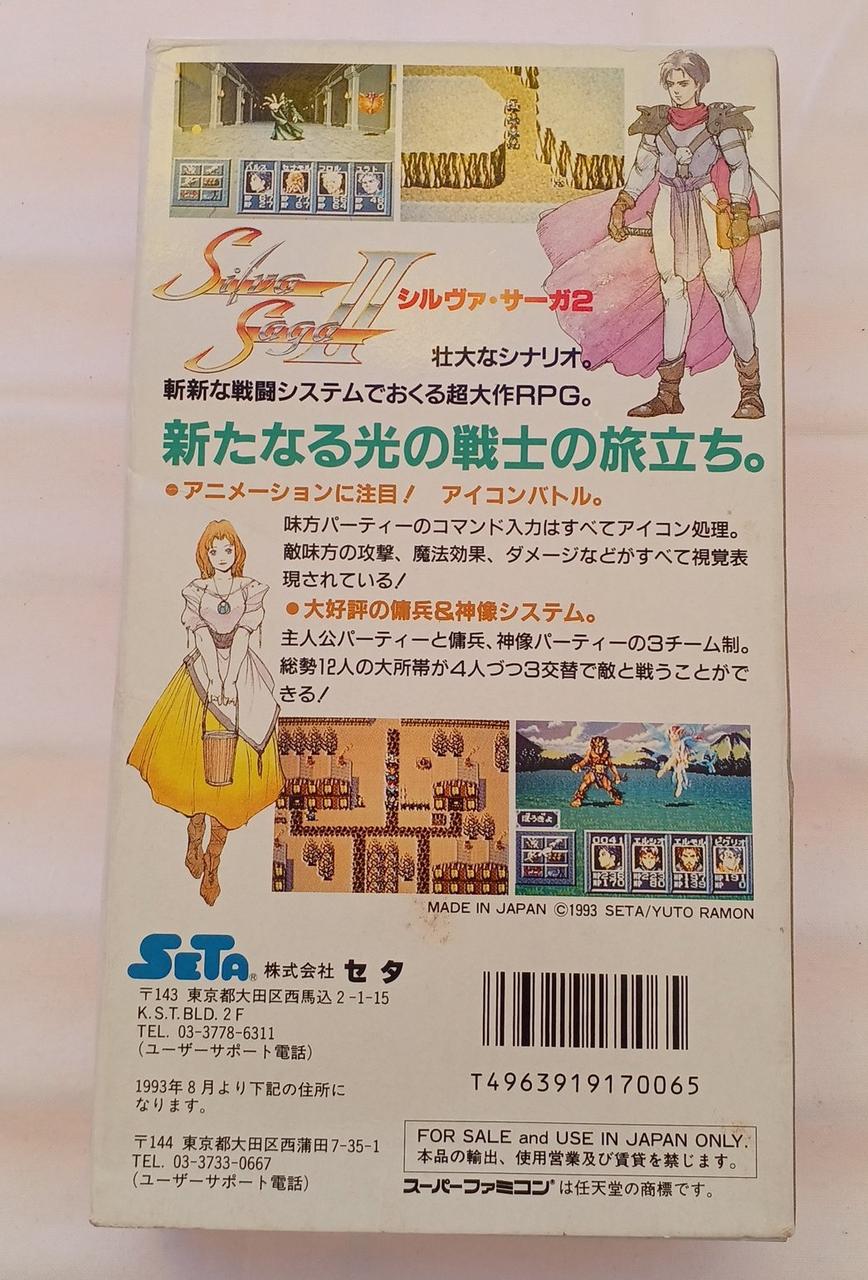 Silva Saga II
シルヴァ・サーガ2
壮大なシナリオ。
斬新な戦闘システムでおくる超大作RPG。
新たなる光の戦士の旅立ち。
●アニメーションに注目! アイコンバトル。
味方パーティーのコマンド入力はすべてアイコン処理。
敵味方の攻撃、魔法効果、ダメージなどがすべて視覚表
現されている!
●大好評の傭兵&神像システム。
主人公パーティーと傭兵、神像パーティーの3チーム制。
総勢12人の大所帯が4人づつ3交替で敵と戦うことがで
きる!
ぼうぎょ
0041 エルシィ エルセル
MADE IN JAPAN ©1993 SETA/YUTO RAMON
SETA® 株式会社 セタ
〒143 東京都大田区西馬込2-1-15
K.S.T.BLD. 2F
TEL. 03-3778-6311
(ユーザーサポート電話)
1993年8月より下記の住所に
なります。
〒144 東京都大田区西蒲田7-35-1
TEL. 03-3733-0667
(ユーザーサポート電話)
T4963919170065
FOR SALE and USE IN JAPAN ONLY.
本品の輸出、使用営業及び賃貸を禁じます。
スーパーファミコン®は任天堂の商標です。